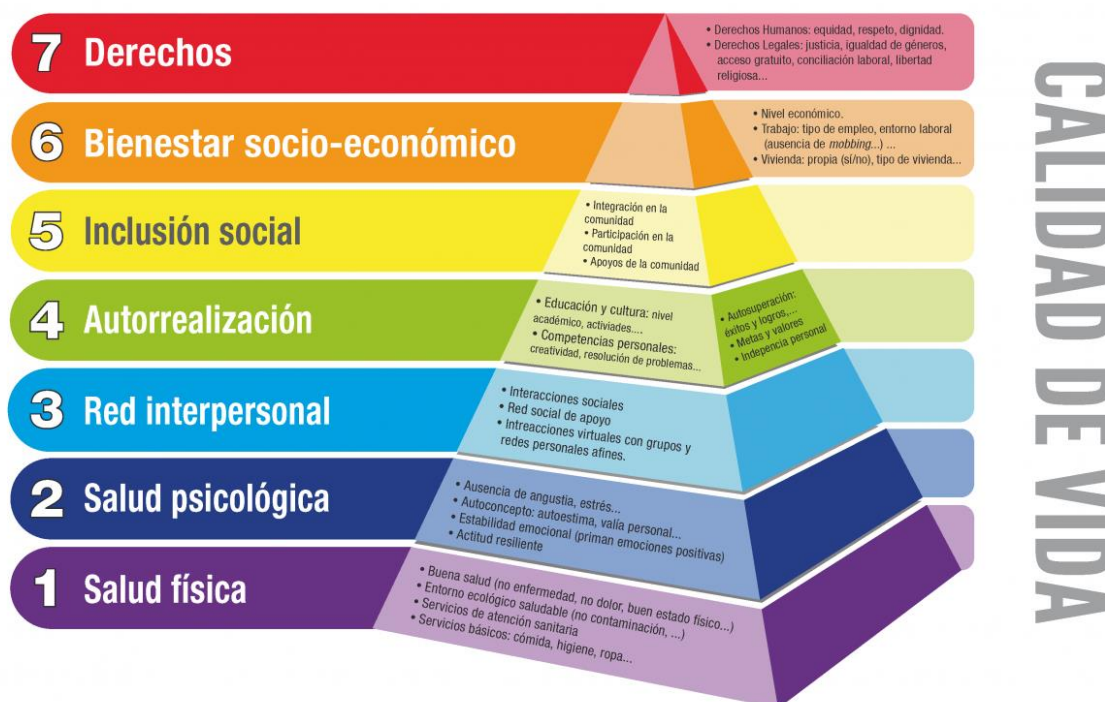 7 Derechos
• Derechos Humanos: equidad, respeto, dignidad.
• Derechos Legales: justicia, igualdad de géneros,
acceso gratuito, conciliación laboral, libertad
religiosa...
6 Bienestar socio-económico
• Nivel económico.
• Trabajo: tipo de empleo, entorno laboral
(ausencia de mobbing...) ...
• Vivienda: propia (sí/no), tipo de vivienda...
5 Inclusión social
• Integración en la
comunidad
• Participación en la
comunidad
• Apoyos de la comunidad
4 Autorrealización
• Educación y cultura: nivel
académico, activiades....
• Competencias personales:
creatividad, resolución de problemas...
• Autosuperación:
éxitos y logros,...
• Metas y valores
• Indepencia personal
3 Red interpersonal
• Interacciones sociales
• Red social de apoyo
• Intreacciones virtuales con grupos y
redes personales afines.
2 Salud psicológica
• Ausencia de angustia, estrés...
• Autoconcepto: autoestima, valía personal...
• Estabilidad emocional (priman emociones positivas)
• Actitud resiliente
1 Salud física
• Buena salud (no enfermedad, no dolor, buen estado físico...)
• Entorno ecológico saludable (no contaminación, ...)
• Servicios de atención sanitaria
• Servicios básicos: cómida, higiene, ropa...
CALIDAD DE VIDA